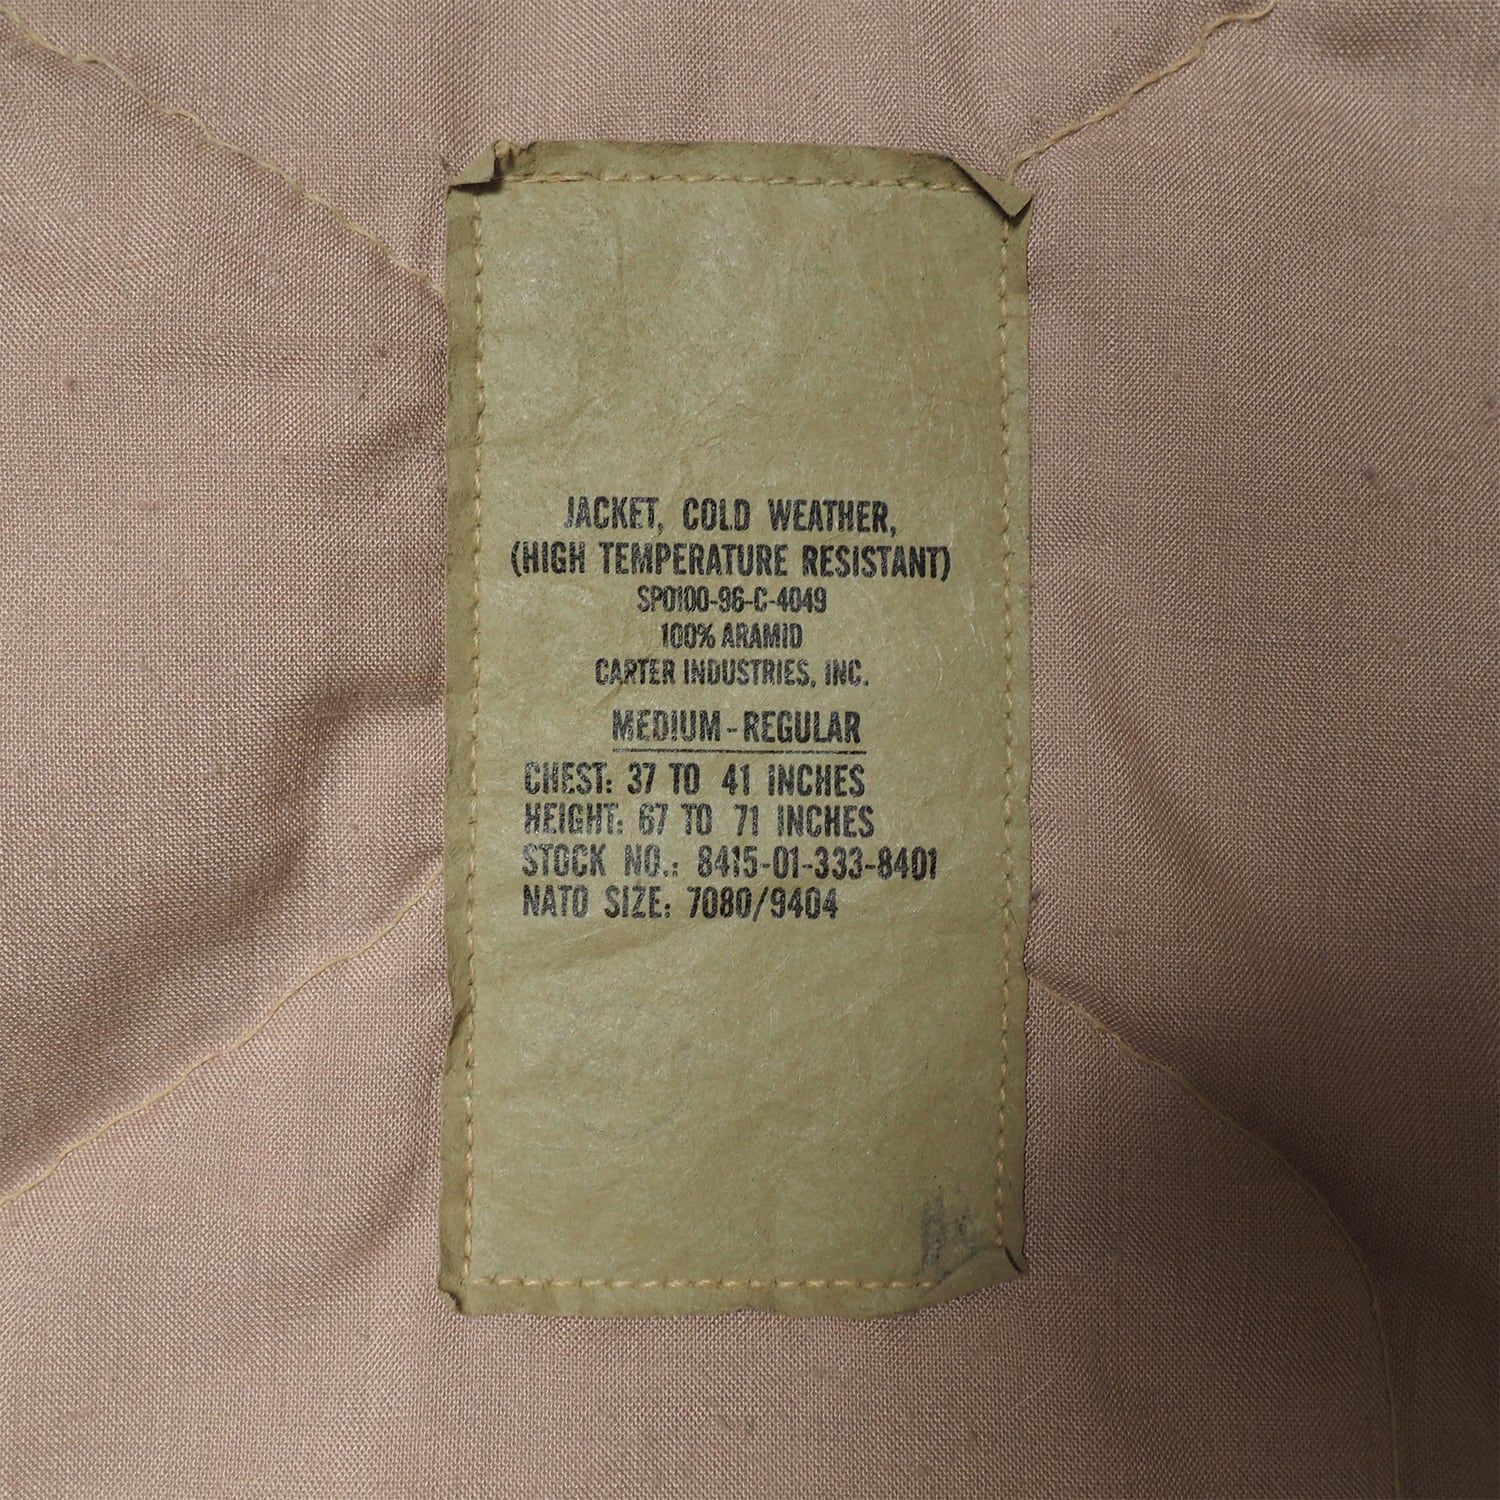 JACKET, COLD WEATHER,
(HIGH TEMPERATURE RESISTANT)
SP0100-96-C-4049
100% ARAMID
CARTER INDUSTRIES, INC.
MEDIUM-REGULAR
CHEST: 37 TO 41 INCHES
HEIGHT: 67 TO 71 INCHES
STOCK NO.: 8415-01-333-8401
NATO SIZE: 7080/9404